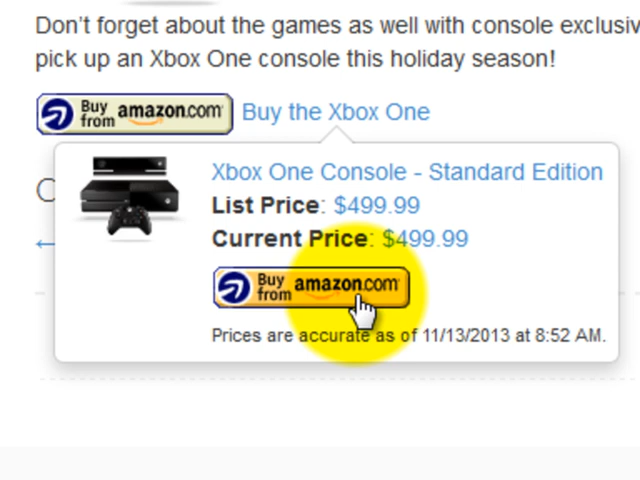 Don't forget about the games as well with console exclusiv
pick up an Xbox One console this holiday season!
Buy from amazon.com Buy the Xbox One
Xbox One Console - Standard Edition
List Price: $499.99
Current Price: $499.99
Buy from amazon.com
Prices are accurate as of 11/13/2013 at 8:52 AM.